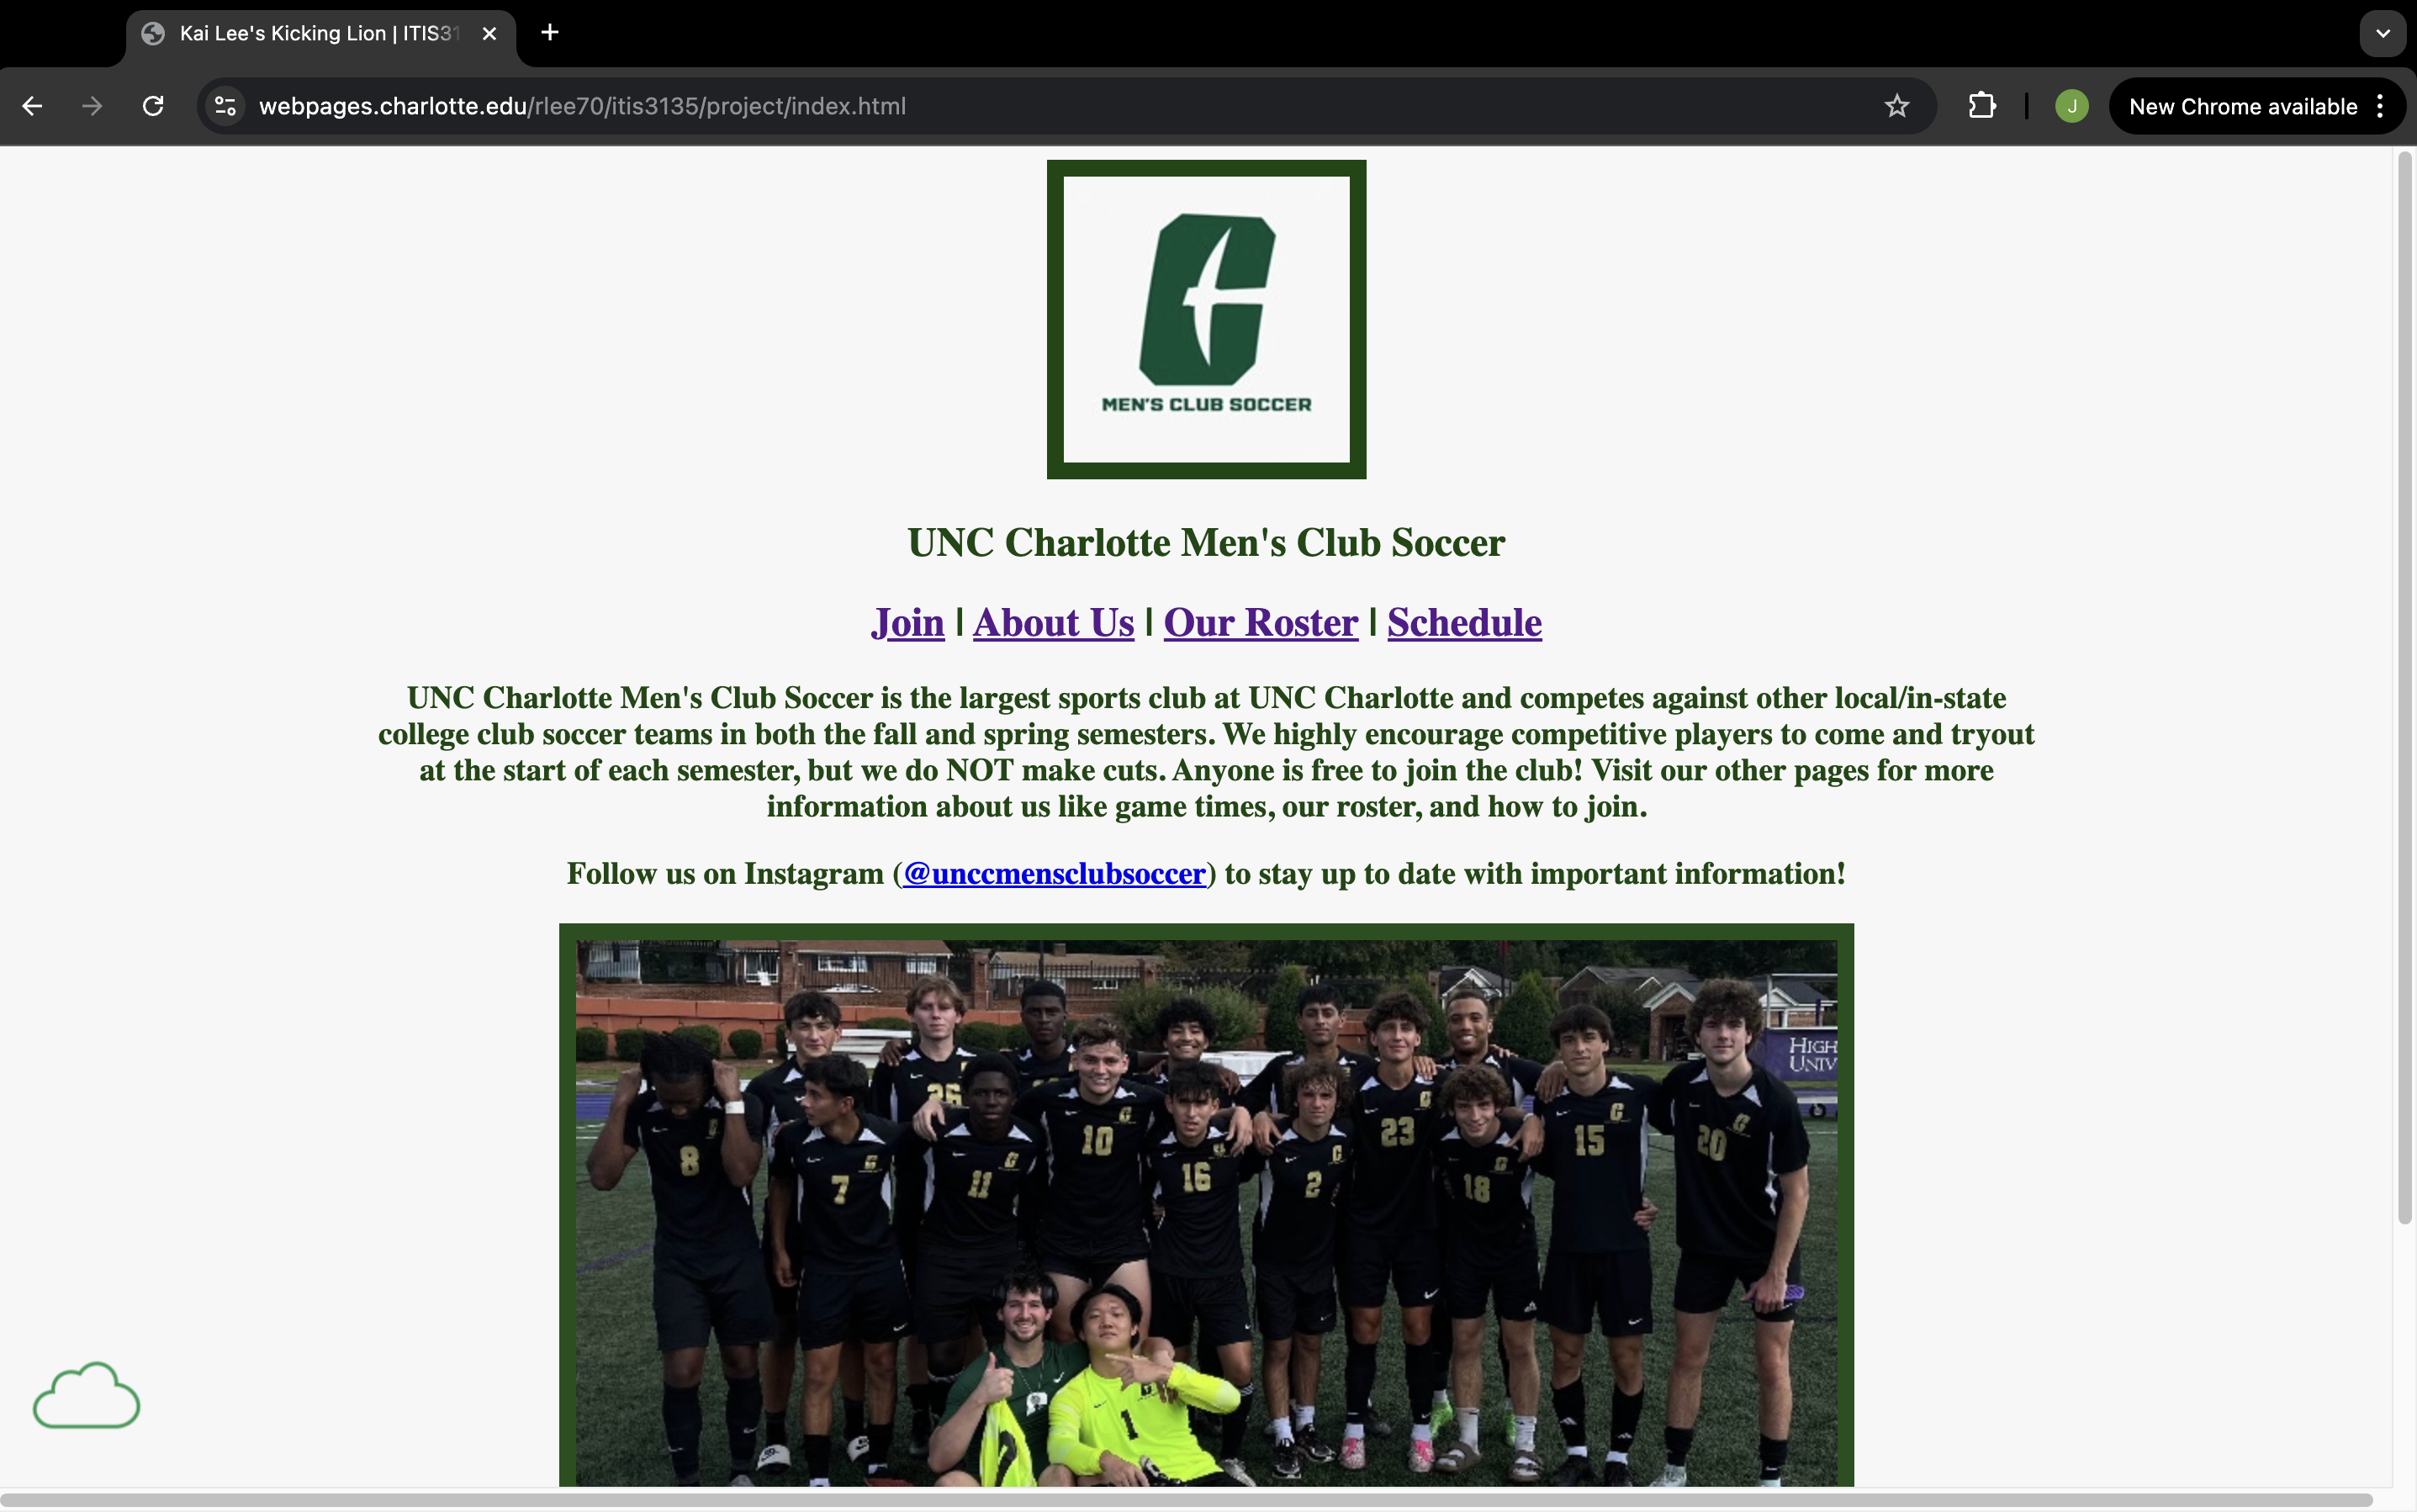 Kai Lee's Kicking Lion | ITIS31
webpages.charlotte.edu/rlee70/itis3135/project/index.html
J
New Chrome available
MEN'S CLUB SOCCER
UNC Charlotte Men's Club Soccer
Join | About Us | Our Roster | Schedule
UNC Charlotte Men's Club Soccer is the largest sports club at UNC Charlotte and competes against other local/in-state
college club soccer teams in both the fall and spring semesters. We highly encourage competitive players to come and tryout
at the start of each semester, but we do NOT make cuts. Anyone is free to join the club! Visit our other pages for more
information about us like game times, our roster, and how to join.
Follow us on Instagram (@unccmensclubsoccer) to stay up to date with important information!
HIGH
UNIV
26
8
7
11
10
16
2
23
18
15
20
1